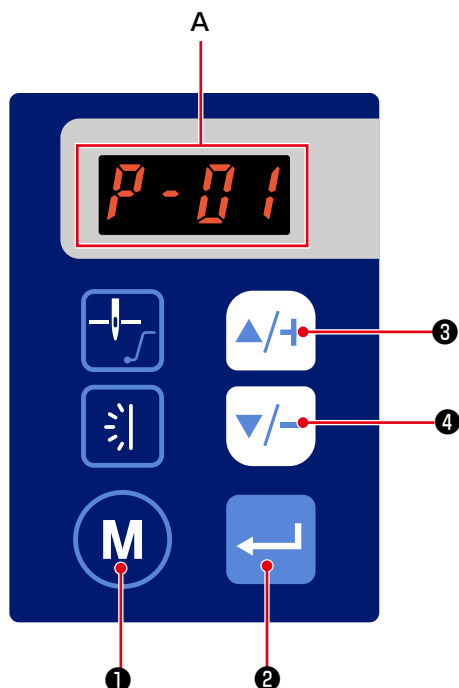 A
P-01
▲/+
❸
▼/-
❹
M
❶
❷